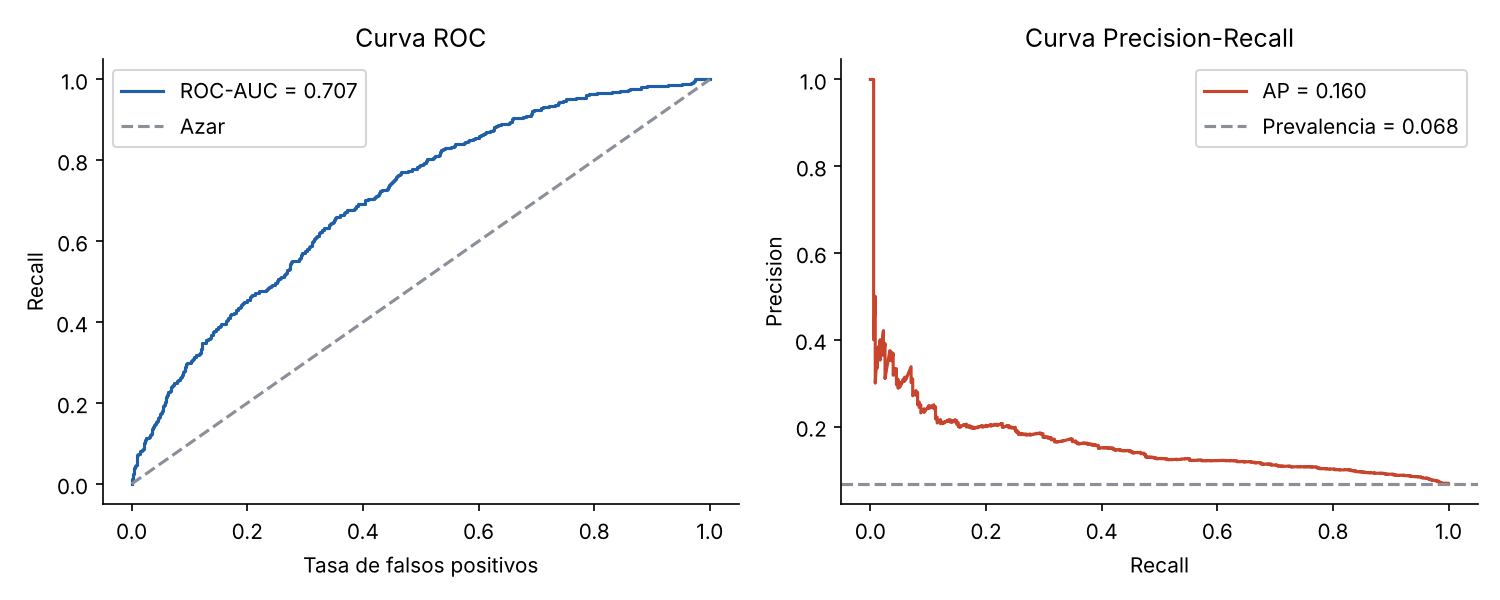 Curva ROC
ROC-AUC = 0.707
Azar
1.0
0.8
0.6
0.4
0.2
0.0
Recall
0.0 0.2 0.4 0.6 0.8 1.0
Tasa de falsos positivos
Curva Precision-Recall
AP = 0.160
Prevalencia = 0.068
1.0
0.8
0.6
0.4
0.2
Precision
0.0 0.2 0.4 0.6 0.8 1.0
Recall